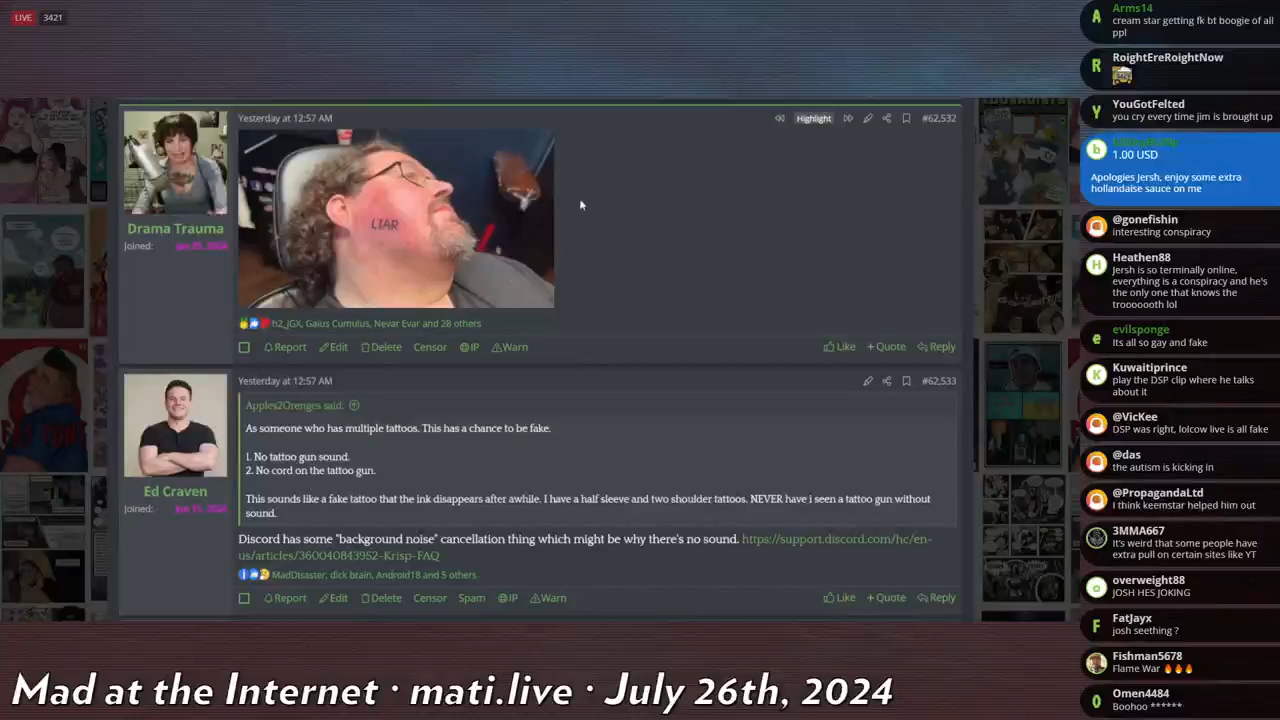 LIVE 3421
Yesterday at 12:57 AM
Highlight
#62,532
LIAR
Drama Trauma
Joined: Jan 29, 2024
h2_JGX, Gaius Cumulus, Nevar Evar and 28 others
Report Edit Delete Censor IP Warn
Like + Quote Reply
Yesterday at 12:57 AM
#62,533
Apples2Orenges said:
As someone who has multiple tattoos. This has a chance to be fake.
1. No tattoo gun sound.
2. No cord on the tattoo gun.
This sounds like a fake tattoo that the ink disappears after awhile. I have a half sleeve and two shoulder tattoos. NEVER have i seen a tattoo gun without
sound.
Ed Craven
Joined:
Discord has some "background noise" cancellation thing which might be why there's no sound. https://support.discord.com/hc/en-
us/articles/360040843952-Krisp-FAQ
MadDisaster, dick brain, Android18 and 5 others
Report Edit Delete Censor Spam IP Warn
Like + Quote Reply
Arms14
cream star getting fk bt boogie of all
ppl
RoightEreRoightNow
YouGotFelted
you cry every time jim is brought up
1.00 USD
Apologies Jersh, enjoy some extra
hollandaise sauce on me
@gonefishin
interesting conspiracy
Heathen88
Jersh is so terminally online,
everything is a conspiracy and he's
the only one that knows the
trooooooth lol
evilsponge
Its all so gay and fake
Kuwaitiprince
play the DSP clip where he talks
about it
@VicKee
DSP was right, lolcow live is all fake
@das
the autism is kicking in
@PropagandaLtd
i think keemstar helped him out
3MMA667
It's weird that some people have
extra pull on certain sites like YT
overweight88
JOSH HES JOKING
FatJayx
josh seething ?
Fishman5678
Flame War 🔥🔥🔥
Omen4484
Boohoo ******
Mad at the Internet · mati.live · July 26th, 2024